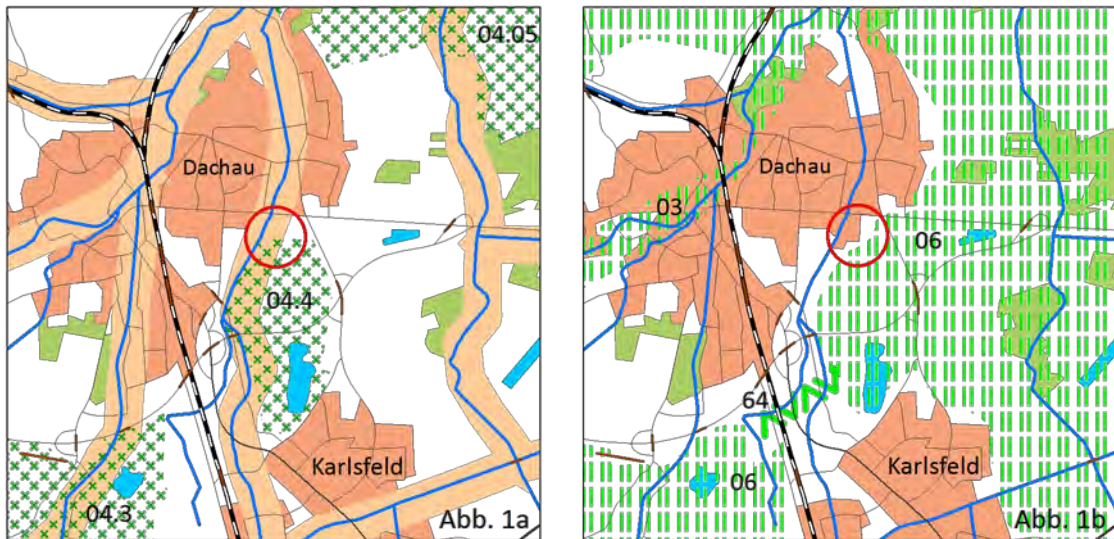 04.05
Dachau
04.4
Karlsfeld
04.3
Abb. 1a
Dachau
03
06
64
Karlsfeld
06
Abb. 1b